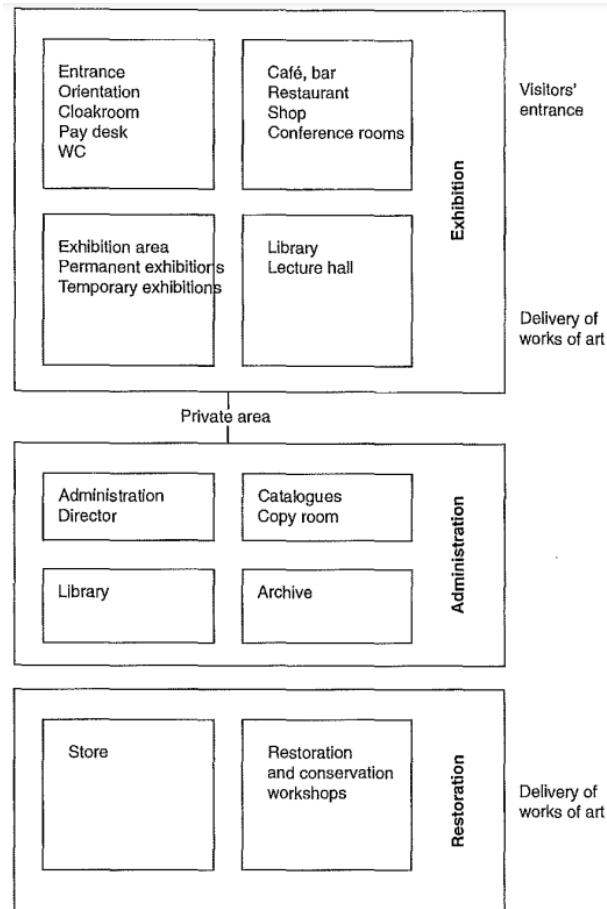 Entrance
Orientation
Cloakroom
Pay desk
WC
Café, bar
Restaurant
Shop
Conference rooms
Visitors'
entrance
Exhibition
Exhibition area
Permanent exhibitions
Temporary exhibitions
Library
Lecture hall
Delivery of
works of art
Private area
Administration
Director
Catalogues
Copy room
Administration
Library
Archive
Store
Restoration
and conservation
workshops
Restoration
Delivery of
works of art